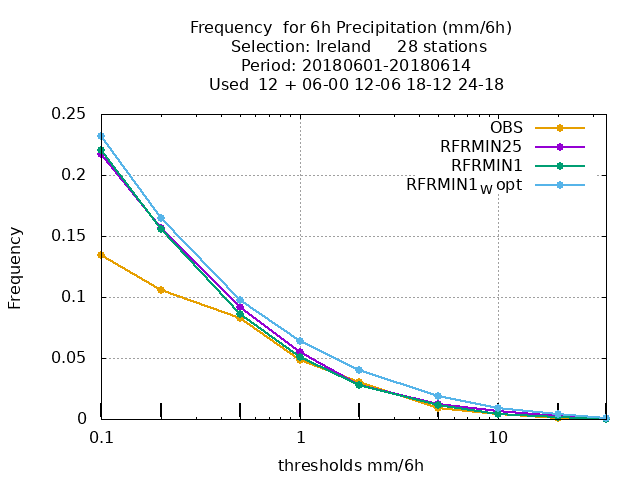 Frequency  for 6h Precipitation (mm/6h)
Selection: Ireland     28 stations
Period: 20180601-20180614
Used  12 + 06-00 12-06 18-12 24-18
OBS
RFRMIN25
RFRMIN1
RFRMIN1_W opt
0.25
0.2
0.15
0.1
0.05
0
Frequency
0.1
1
10
thresholds mm/6h